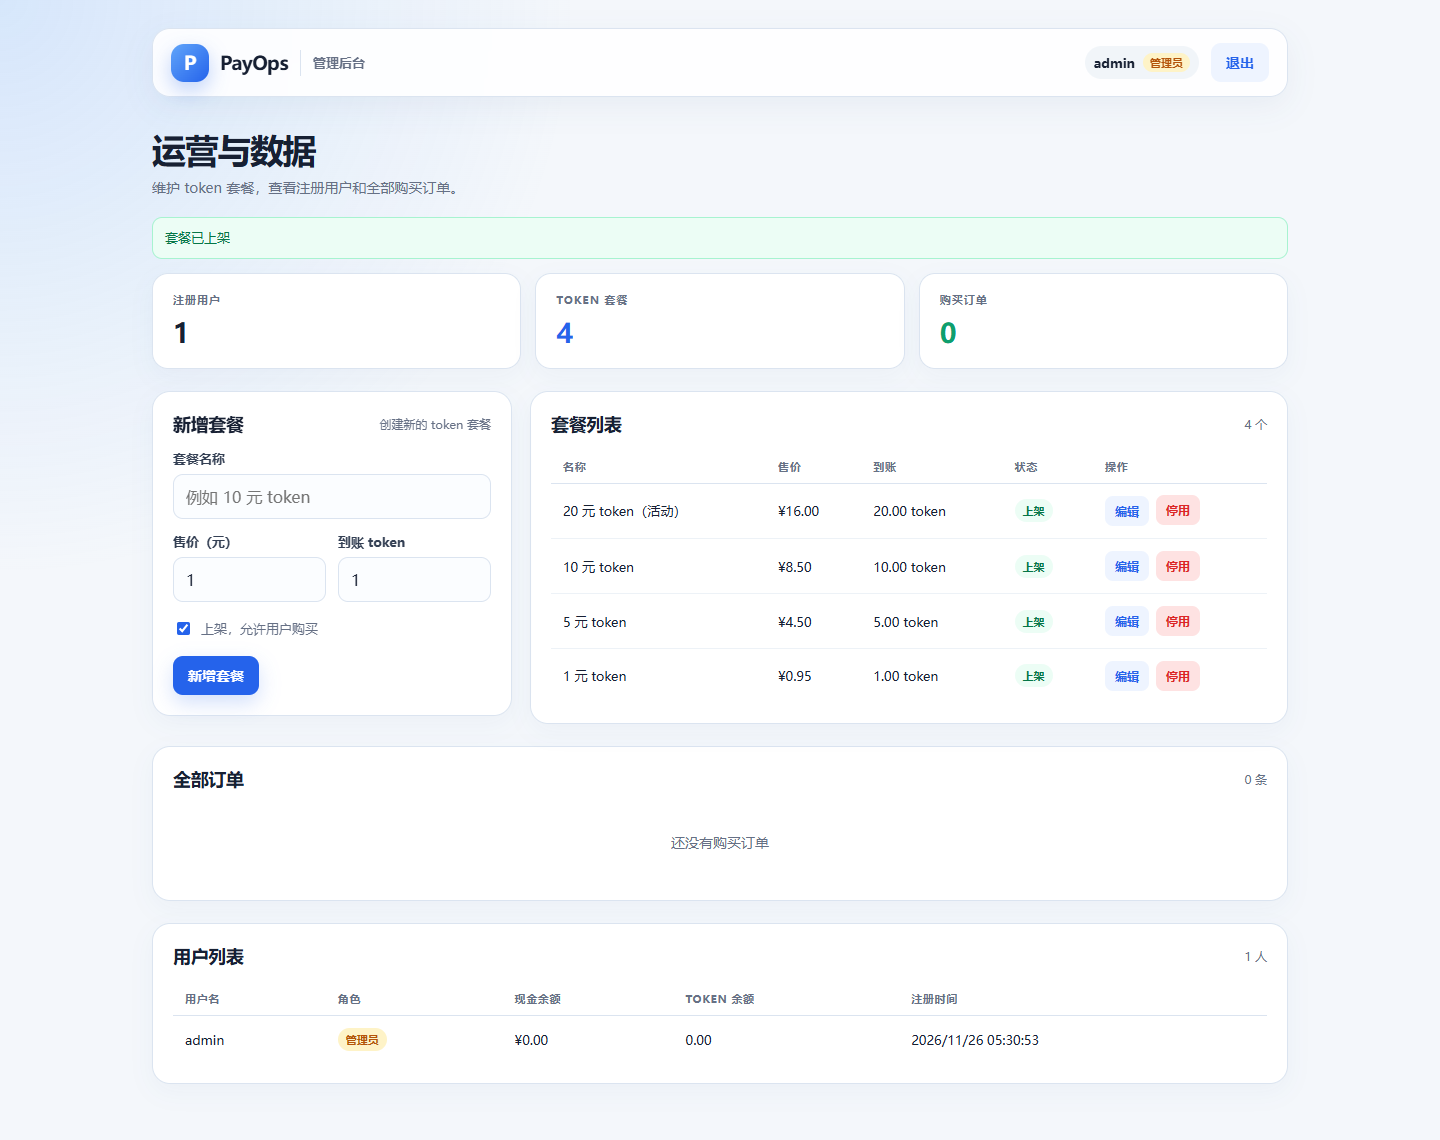 P PayOps 管理后台 admin 管理员 退出
运营与数据
维护 token 套餐，查看注册用户和全部购买订单。
套餐已上架
注册用户
1
TOKEN 套餐
4
购买订单
0
新增套餐 创建新的 token 套餐
套餐名称
例如 10 元 token
售价（元） 到账 token
1 1
上架，允许用户购买
新增套餐
套餐列表 4 个
名称 售价 到账 状态 操作
20 元 token（活动） ¥16.00 20.00 token 上架 编辑 停用
10 元 token ¥8.50 10.00 token 上架 编辑 停用
5 元 token ¥4.50 5.00 token 上架 编辑 停用
1 元 token ¥0.95 1.00 token 上架 编辑 停用
全部订单 0 条
还没有购买订单
用户列表 1 人
用户名 角色 现金余额 TOKEN 余额 注册时间
admin 管理员 ¥0.00 0.00 2026/11/26 05:30:53